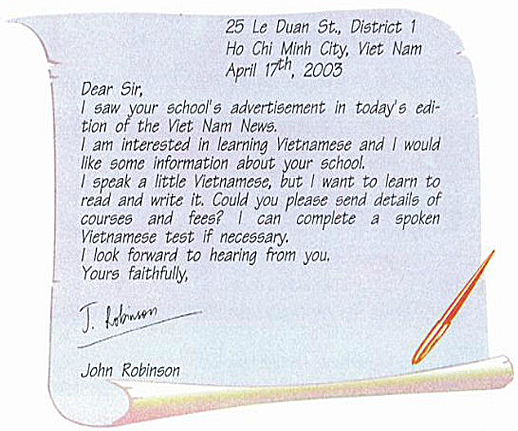 25 Le Duan St., District 1
Ho Chi Minh City, Viet Nam
April 17th, 2003
Dear Sir,
I saw your school's advertisement in today's edi-
tion of the Viet Nam News.
I am interested in learning Vietnamese and I would
like some information about your school.
I speak a little Vietnamese, but I want to learn to
read and write it. Could you please send details of
courses and fees? I can complete a spoken
Vietnamese test if necessary.
I look forward to hearing from you.
Yours faithfully,
J. Robinson
John Robinson